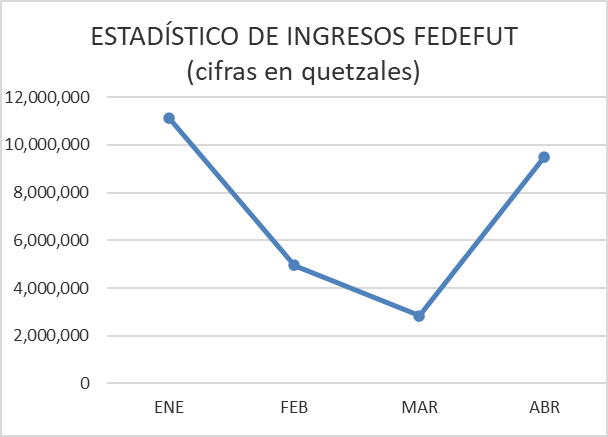 ESTADÍSTICO DE INGRESOS FEDEFUT
(cifras en quetzales)
12,000,000
10,000,000
8,000,000
6,000,000
4,000,000
2,000,000
0
ENE FEB MAR ABR